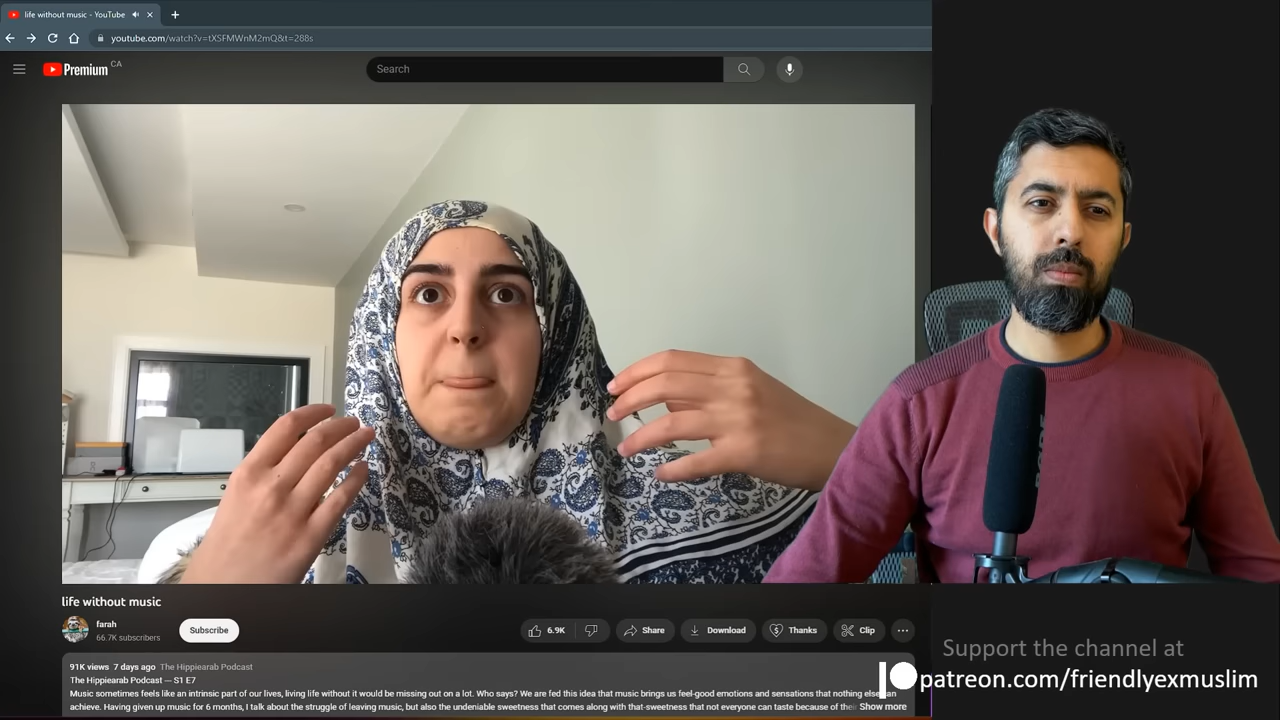 life without music - YouTube
youtube.com/watch?v=tXSFMWnM2mQ&t=288s
Premium CA
Search
life without music
farah
66.7K subscribers
Subscribe
6.9K
Share
Download
Thanks
Clip
91K views 7 days ago The Hippiearab Podcast
The Hippiearab Podcast — S1 E7
Music sometimes feels like an intrinsic part of our lives, living life without it would be missing out on a lot. Who says? We are fed this idea that music brings us feel-good emotions and sensations that nothing else can
achieve. Having given up music for 6 months, I talk about the struggle of leaving music, but also the undeniable sweetness that comes along with that-sweetness that not everyone can taste because of their Show more
Support the channel at
patreon.com/friendlyexmuslim